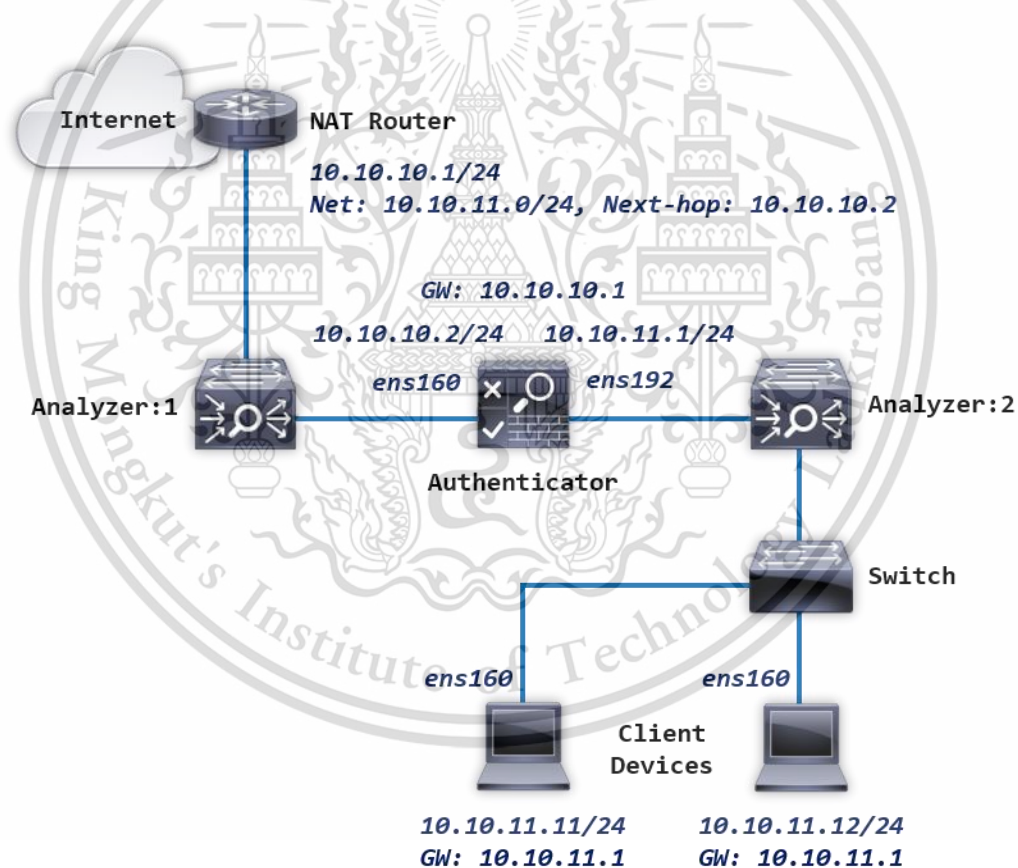 Internet
NAT Router
10.10.10.1/24
Net: 10.10.11.0/24, Next-hop: 10.10.10.2
GW: 10.10.10.1
10.10.10.2/24
10.10.11.1/24
ens160
ens192
Analyzer:1
Analyzer:2
Authenticator
Switch
ens160
ens160
Client
Devices
10.10.11.11/24
GW: 10.10.11.1
10.10.11.12/24
GW: 10.10.11.1
King Mongkut's Institute of Technology Ladkrabang